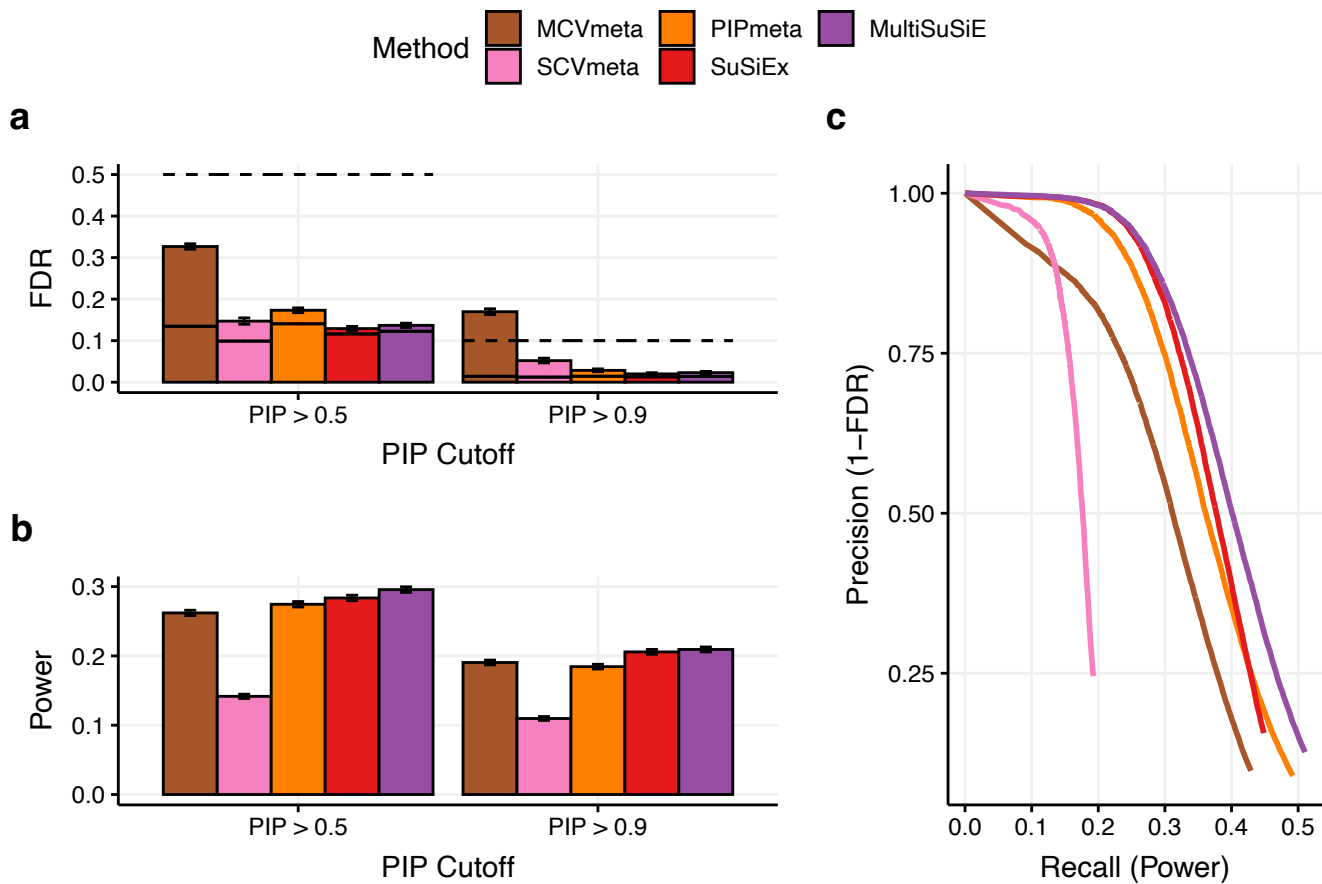 Method
MCVmeta
PIPmeta
MultiSuSiE
SCVmeta
SuSiEx
a
FDR
0.5
0.4
0.3
0.2
0.1
0.0
PIP > 0.5
PIP > 0.9
PIP Cutoff
b
Power
0.3
0.2
0.1
0.0
PIP > 0.5
PIP > 0.9
PIP Cutoff
c
Precision (1−FDR)
1.00
0.75
0.50
0.25
0.0
0.1
0.2
0.3
0.4
0.5
Recall (Power)